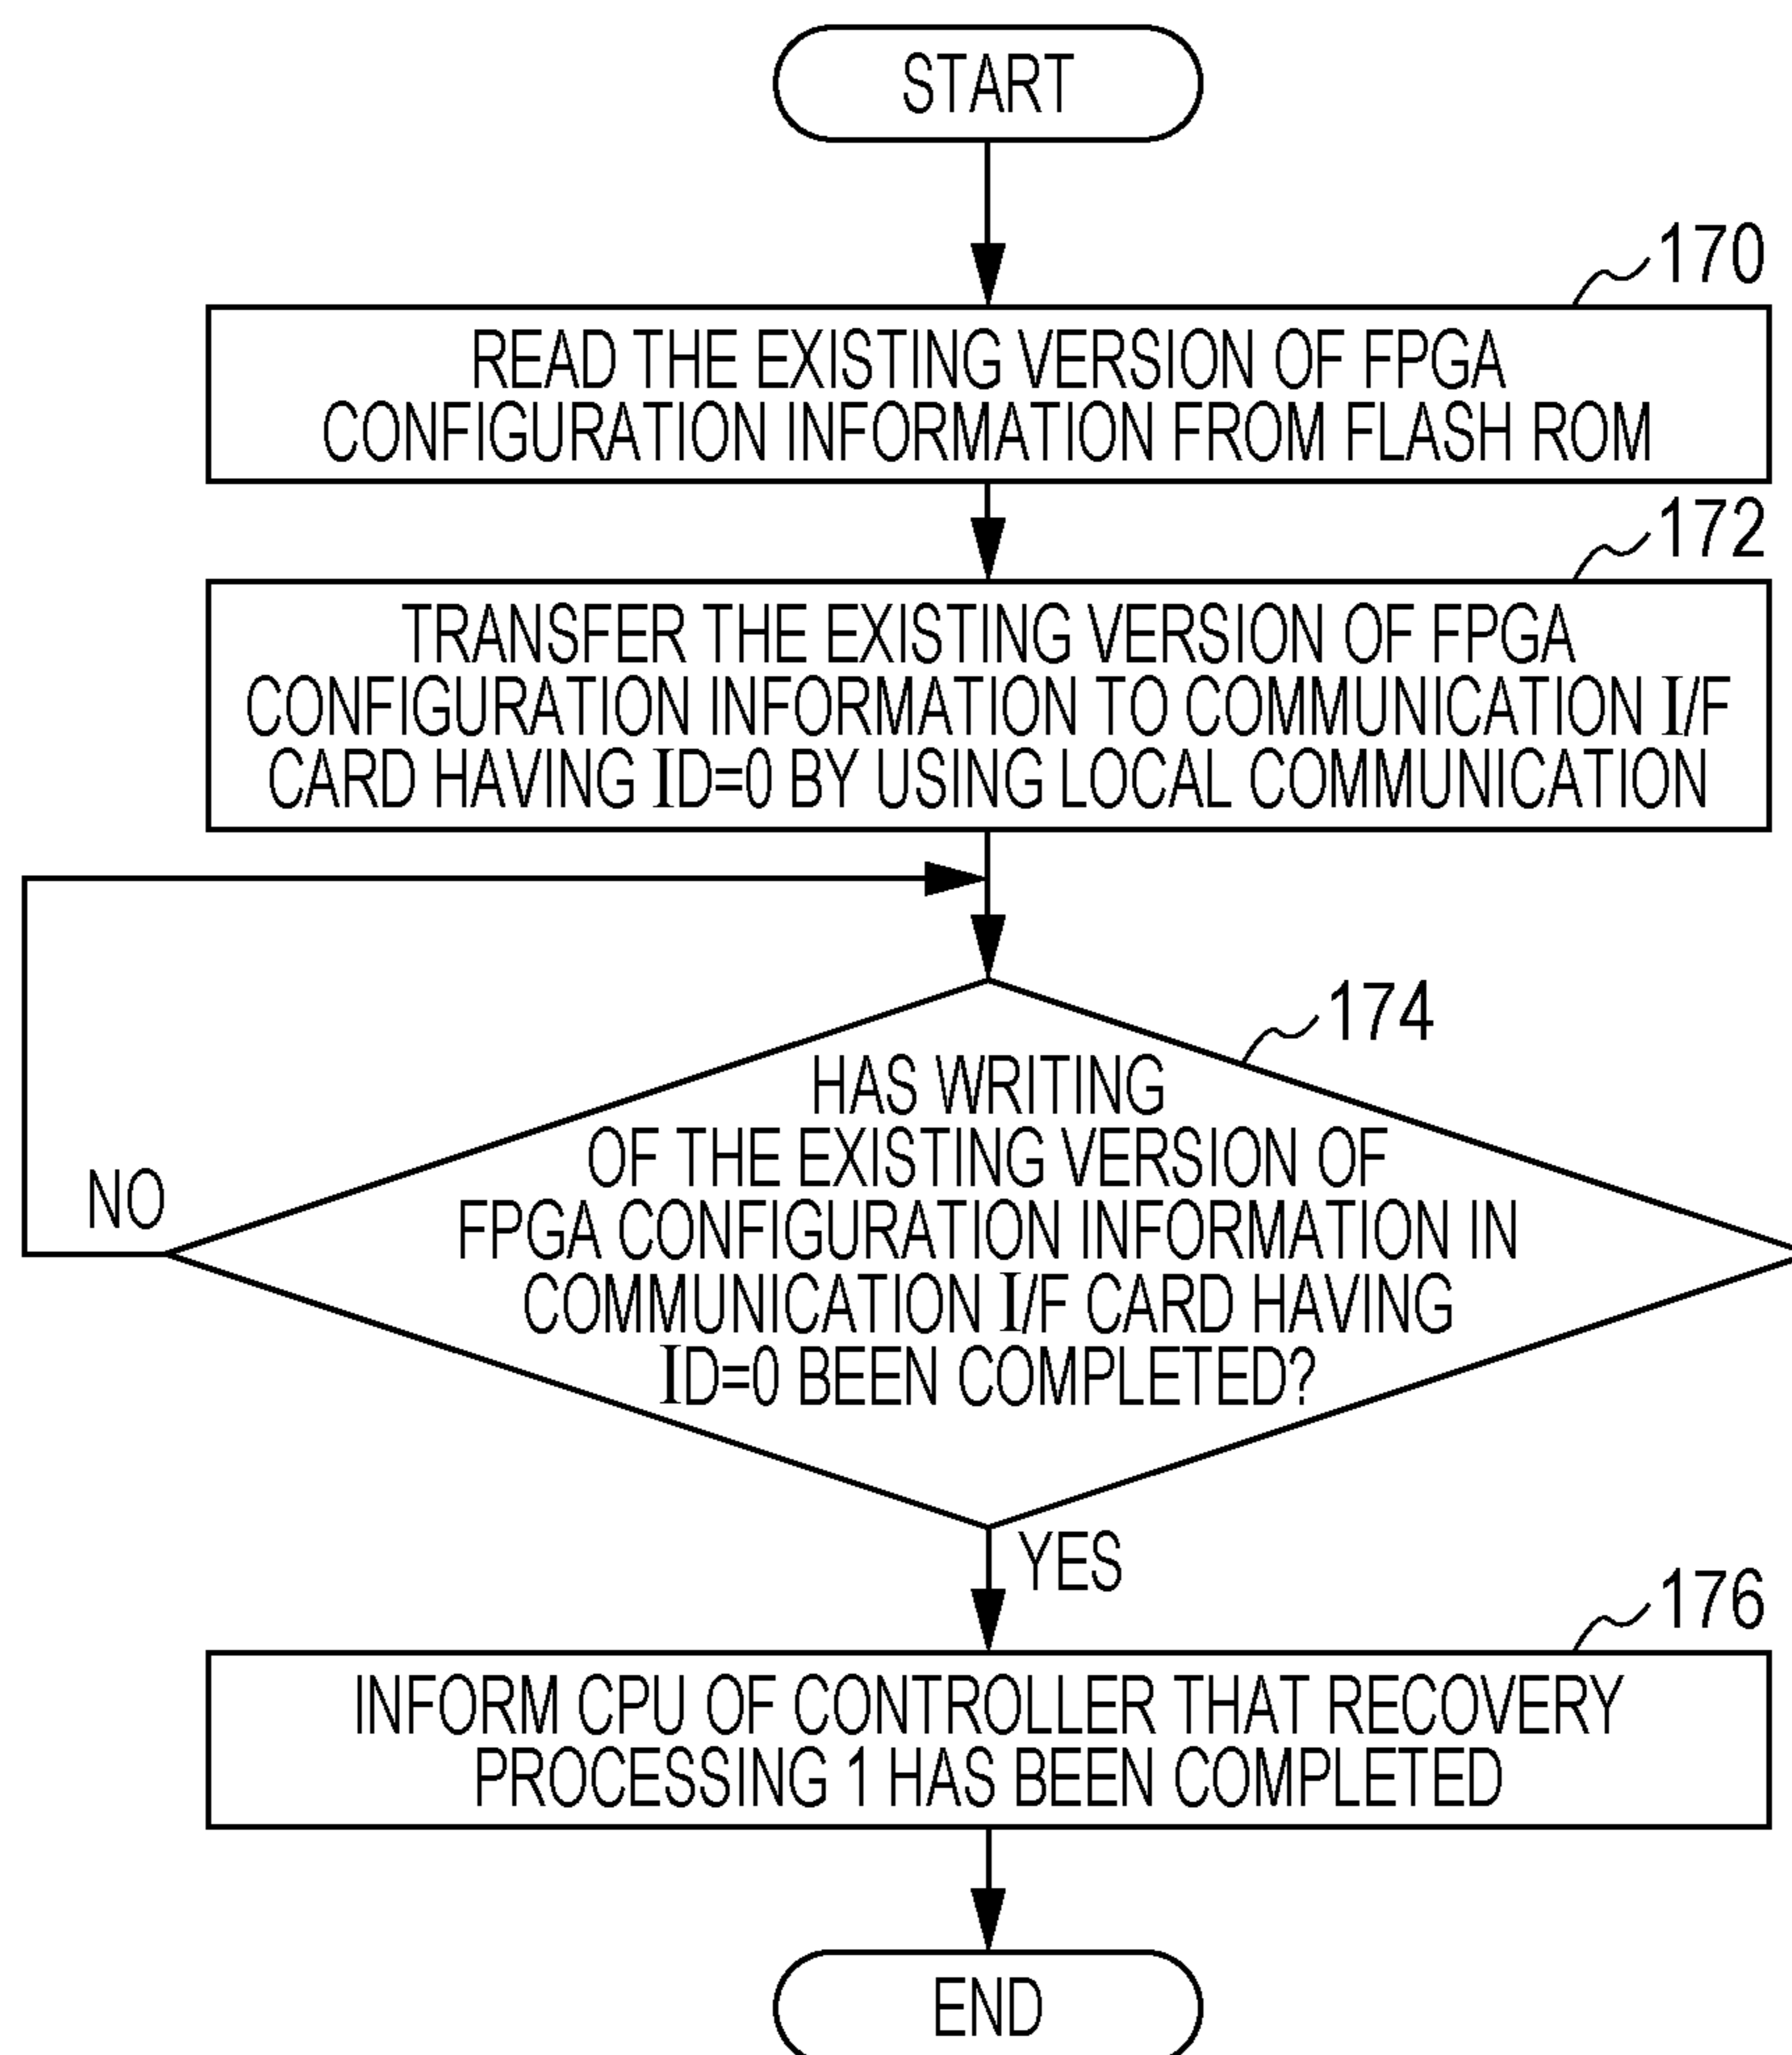 START
170
READ THE EXISTING VERSION OF FPGA
CONFIGURATION INFORMATION FROM FLASH ROM
172
TRANSFER THE EXISTING VERSION OF FPGA
CONFIGURATION INFORMATION TO COMMUNICATION I/F
CARD HAVING ID=0 BY USING LOCAL COMMUNICATION
174
HAS WRITING
OF THE EXISTING VERSION OF
FPGA CONFIGURATION INFORMATION IN
COMMUNICATION I/F CARD HAVING
ID=0 BEEN COMPLETED?
NO
YES
176
INFORM CPU OF CONTROLLER THAT RECOVERY
PROCESSING 1 HAS BEEN COMPLETED
END